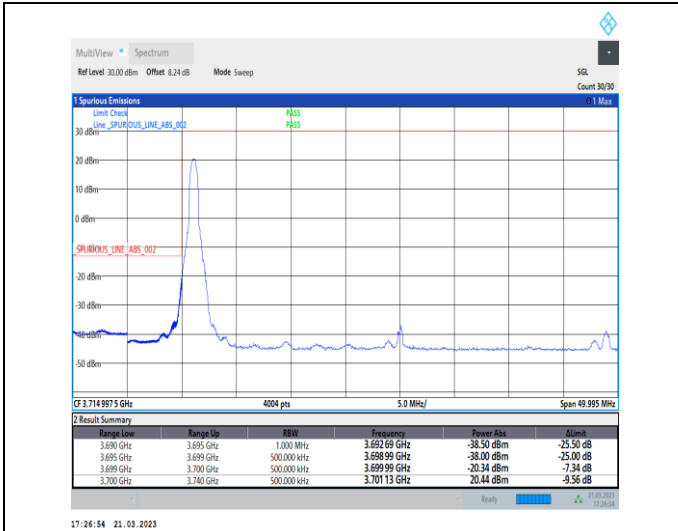 MultiView Spectrum
Ref Level 30.00 dBm Offset 8.24 dB Mode Sweep SGL
Count 30/30
1 Spurious Emissions 1 Max
Limit Check PASS
Line _SPURIOUS_LINE_ABS_002 PASS
30 dBm
20 dBm
10 dBm
0 dBm
_SPURIOUS_LINE_ABS_002
-20 dBm
-30 dBm
-40 dBm
-50 dBm
CF 3.714 997 5 GHz 4004 pts 5.0 MHz/ Span 49.995 MHz
2 Result Summary
Range Low Range Up RBW Frequency Power Abs ΔLimit
3.690 GHz 3.695 GHz 1.000 MHz 3.692 69 GHz -38.50 dBm -25.50 dB
3.695 GHz 3.699 GHz 500.000 kHz 3.698 99 GHz -38.00 dBm -25.00 dB
3.699 GHz 3.700 GHz 500.000 kHz 3.699 99 GHz -20.34 dBm -7.34 dB
3.700 GHz 3.740 GHz 500.000 kHz 3.701 13 GHz 20.44 dBm -9.56 dB
Ready 21.03.2023
17:26:54
17:26:54 21.03.2023